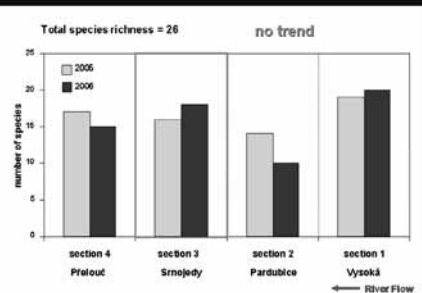 Total species richness = 26
no trend
25
20
15
10
5
0
number of species
2005
2006
section 4
section 3
section 2
section 1
Přelouč
Srnojedy
Pardubice
Vysoká
River Flow